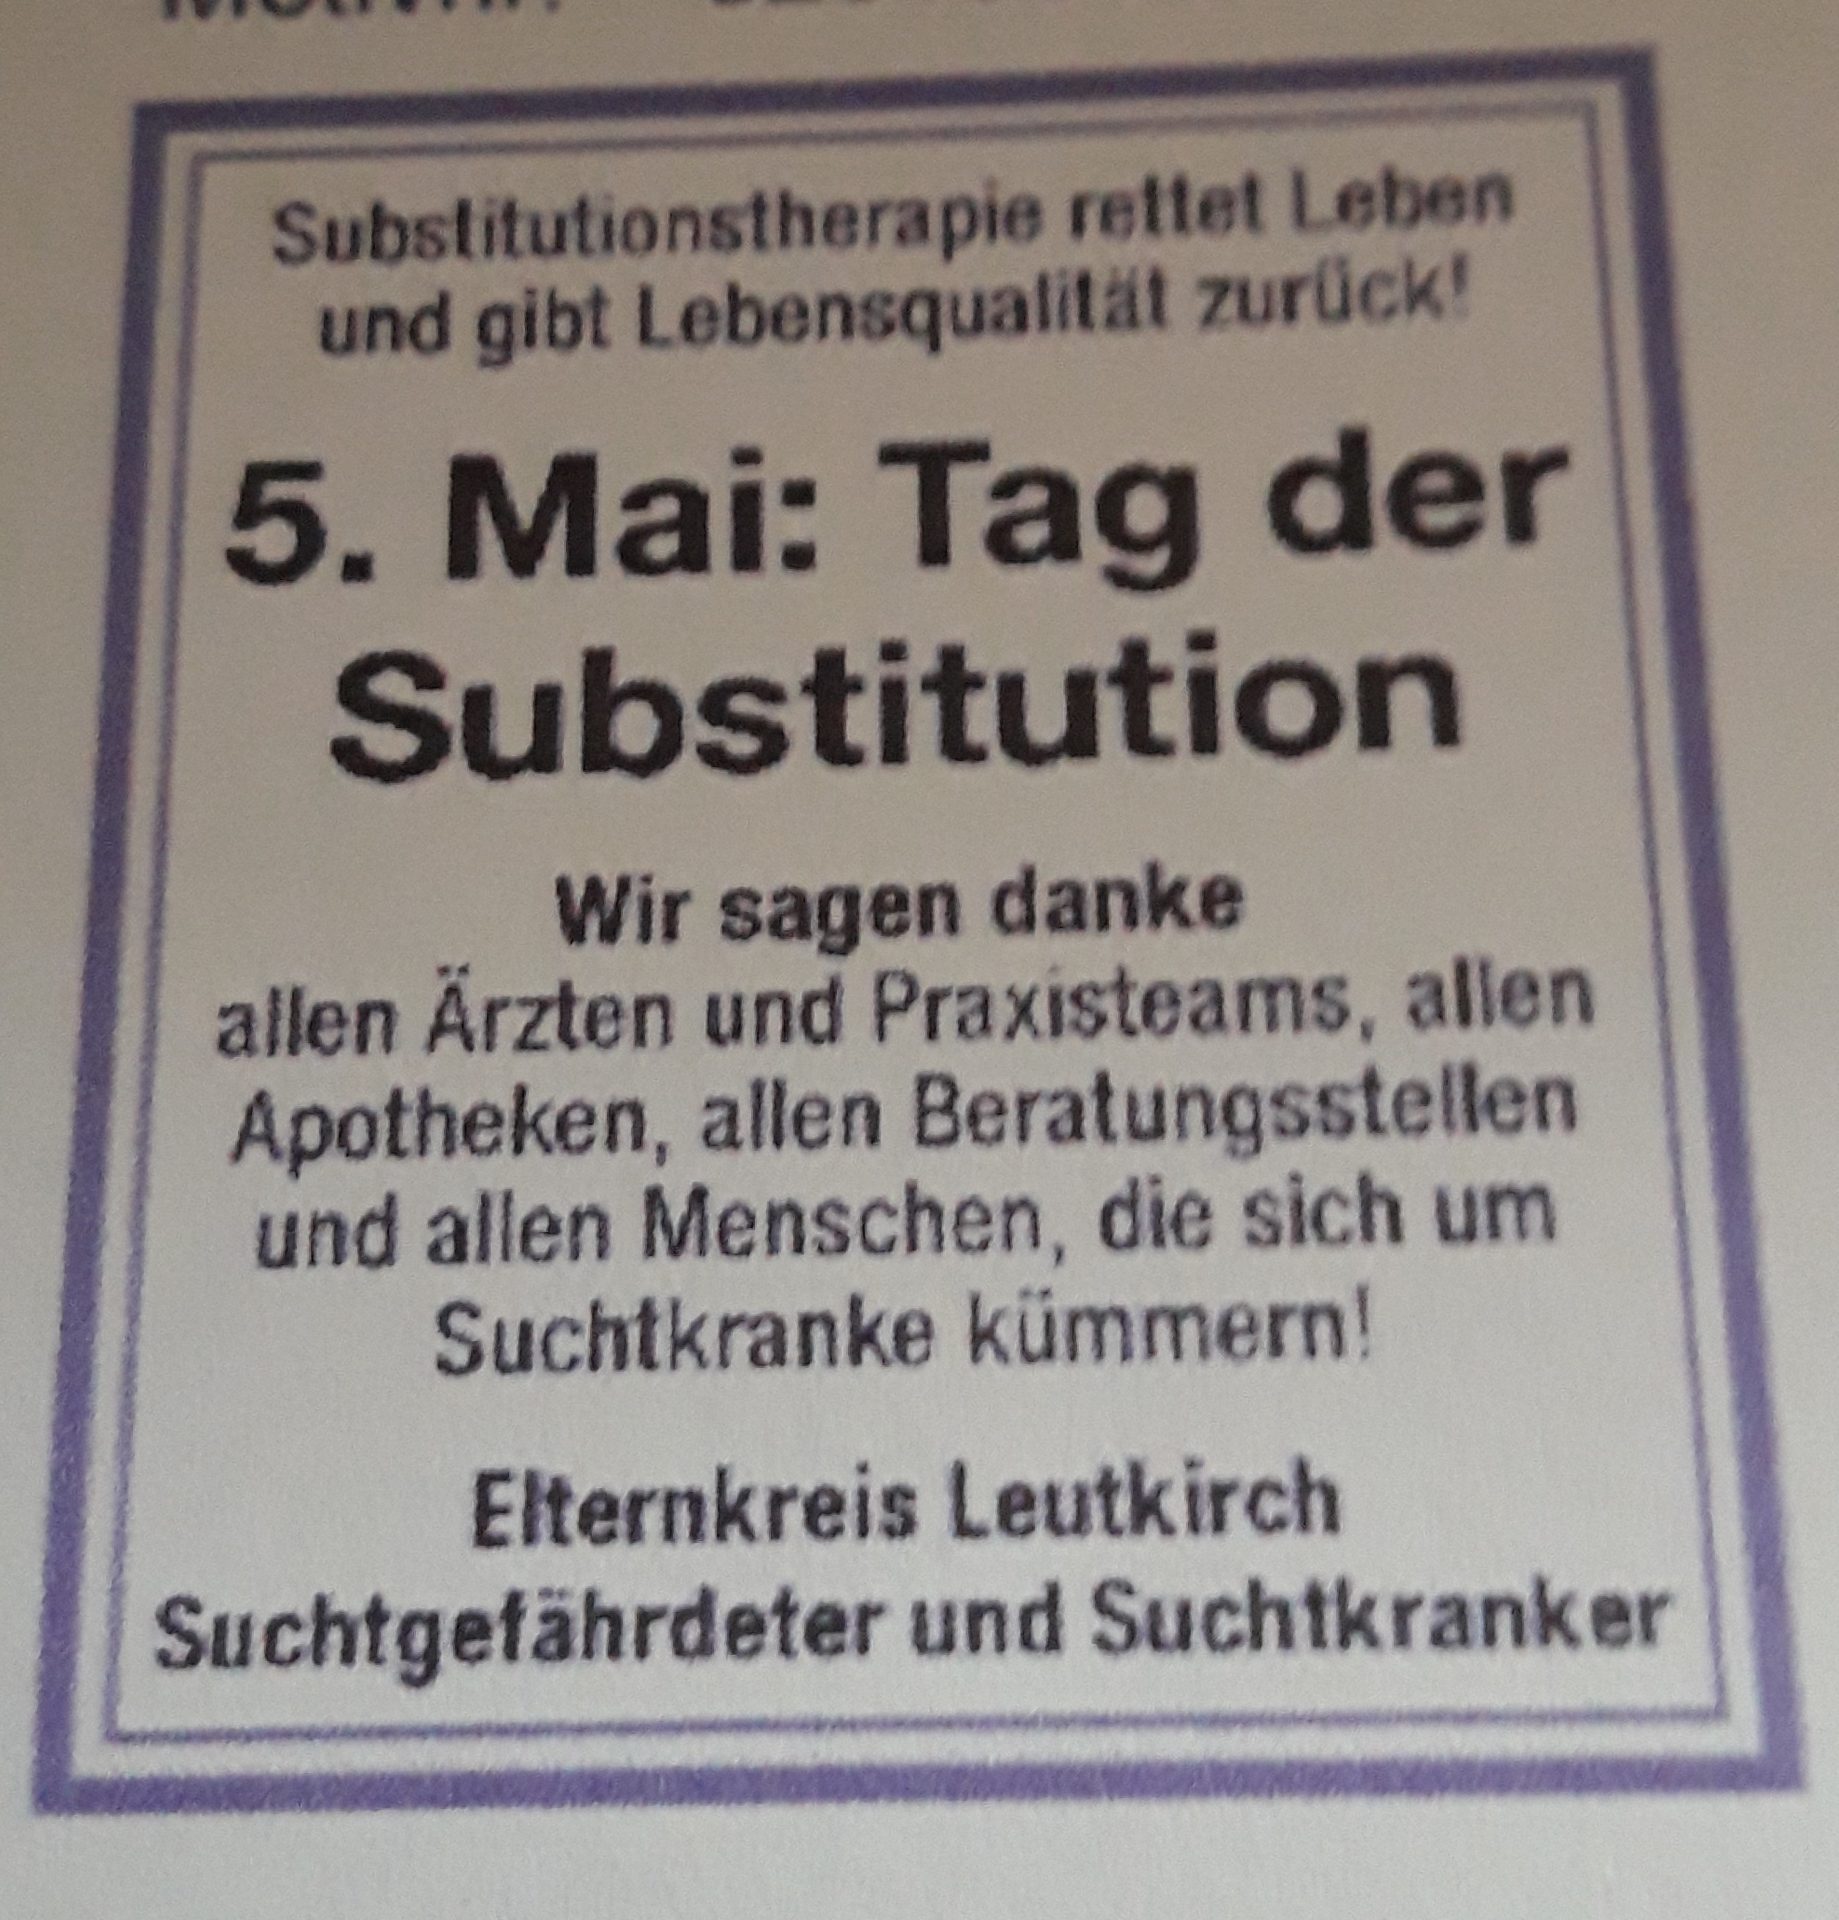 Substitutionstherapie rettet Leben
und gibt Lebensqualität zurück!
5. Mai: Tag der
Substitution
Wir sagen danke
allen Ärzten und Praxisteams, allen
Apotheken, allen Beratungsstellen
und allen Menschen, die sich um
Suchtkranke kümmern!
Elternkreis Leutkirch
Suchtgefährdeter und Suchtkranker